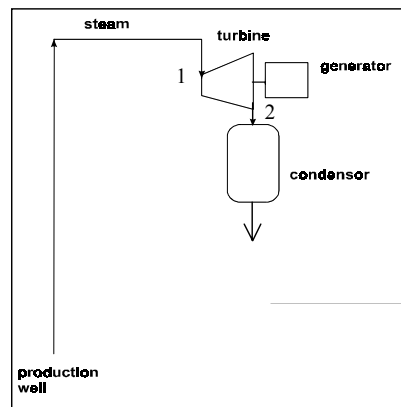 steam
turbine
1
generator
2
condensor
production
well